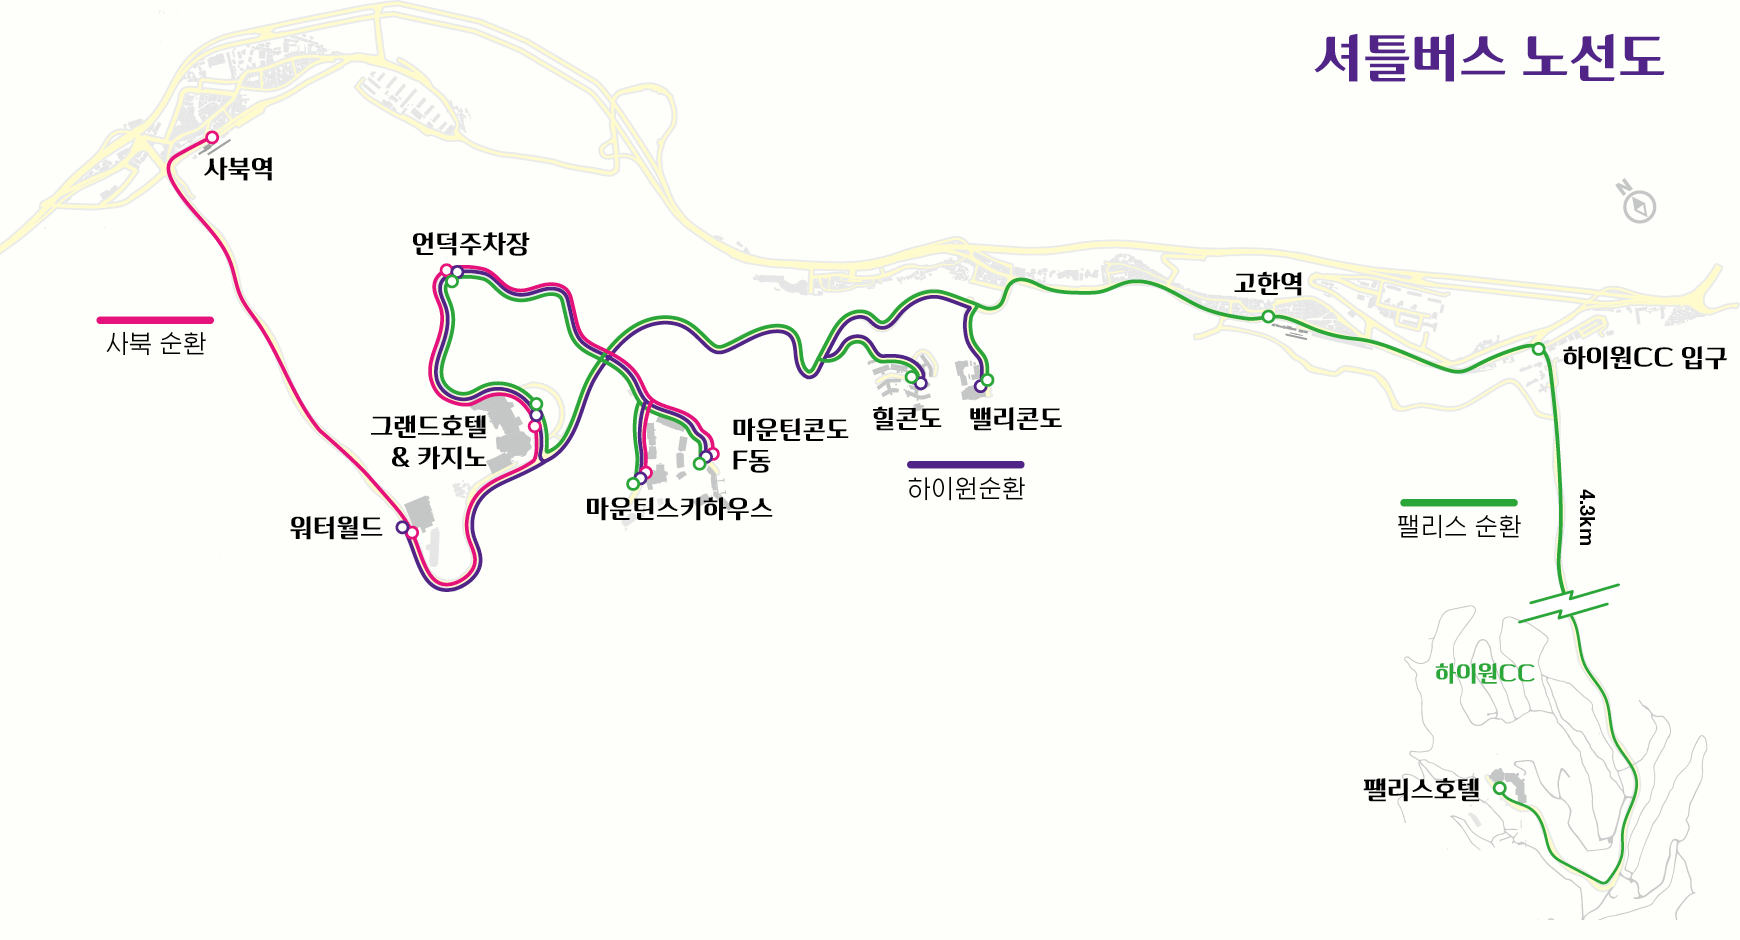 셔틀버스 노선도
사북역
N
언덕주차장
고한역
사북 순환
하이원CC 입구
그랜드호텔
& 카지노
마운틴콘도
F동
힐콘도
밸리콘도
하이원순환
마운틴스키하우스
워터월드
팰리스 순환
4.3km
하이원CC
팰리스호텔